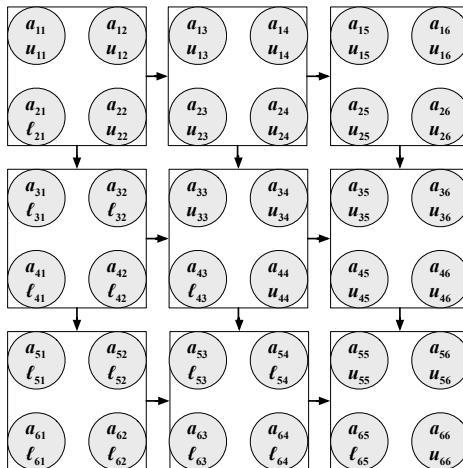 a₁₁ a₁₂ a₁₃ a₁₄ a₁₅ a₁₆
u₁₁ u₁₂ u₁₃ u₁₄ u₁₅ u₁₆
a₂₁ a₂₂ a₂₃ a₂₄ a₂₅ a₂₆
ℓ₂₁ u₂₂ u₂₃ u₂₄ u₂₅ u₂₆
a₃₁ a₃₂ a₃₃ a₃₄ a₃₅ a₃₆
ℓ₃₁ ℓ₃₂ u₃₃ u₃₄ u₃₅ u₃₆
a₄₁ a₄₂ a₄₃ a₄₄ a₄₅ a₄₆
ℓ₄₁ ℓ₄₂ ℓ₄₃ u₄₄ u₄₅ u₄₆
a₅₁ a₅₂ a₅₃ a₅₄ a₅₅ a₅₆
ℓ₅₁ ℓ₅₂ ℓ₅₃ ℓ₅₄ u₅₅ u₅₆
a₆₁ a₆₂ a₆₃ a₆₄ a₆₅ a₆₆
ℓ₆₁ ℓ₆₂ ℓ₆₃ ℓ₆₄ ℓ₆₅ u₆₆